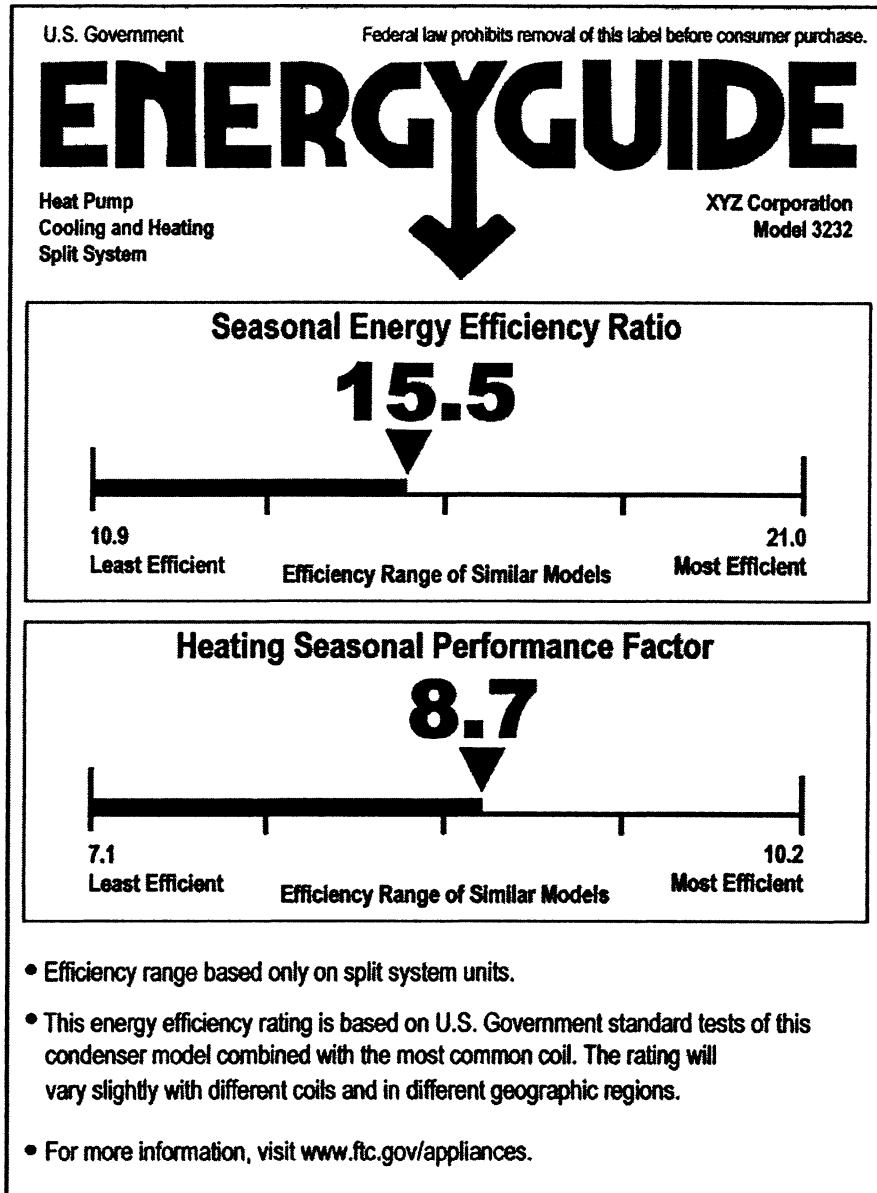 U.S. Government Federal law prohibits removal of this label before consumer purchase.
ENERGYGUIDE
Heat Pump
Cooling and Heating
Split System
XYZ Corporation
Model 3232
Seasonal Energy Efficiency Ratio
15.5
10.9 21.0
Least Efficient Efficiency Range of Similar Models Most Efficient
Heating Seasonal Performance Factor
8.7
7.1 10.2
Least Efficient Efficiency Range of Similar Models Most Efficient
• Efficiency range based only on split system units.
• This energy efficiency rating is based on U.S. Government standard tests of this
condenser model combined with the most common coil. The rating will
vary slightly with different coils and in different geographic regions.
• For more information, visit www.ftc.gov/appliances.